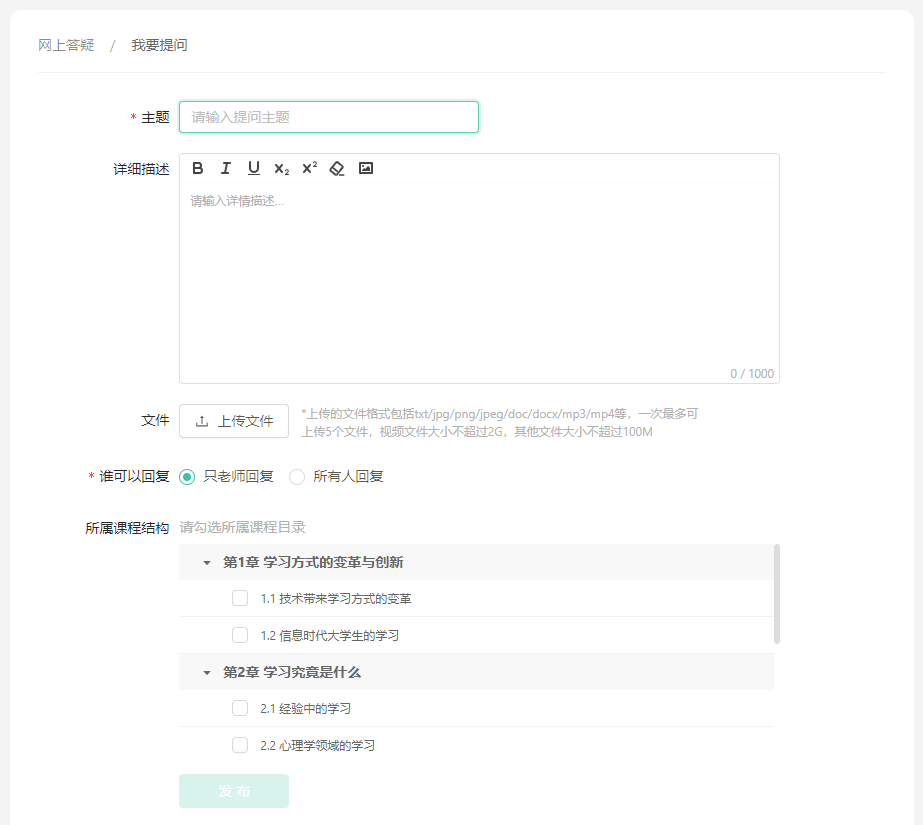 网上答疑 / 我要提问
* 主题 请输入提问主题
详细描述 B I U X₂ X²
请输入详情描述...
0 / 1000
文件 上传文件 *上传的文件格式包括txt/jpg/png/jpeg/doc/docx/mp3/mp4等，一次最多可
上传5个文件，视频文件大小不超过2G，其他文件大小不超过100M
* 谁可以回复 只老师回复 所有人回复
所属课程结构 请勾选所属课程目录
第1章 学习方式的变革与创新
1.1 技术带来学习方式的变革
1.2 信息时代大学生的学习
第2章 学习究竟是什么
2.1 经验中的学习
2.2 心理学领域的学习
发布